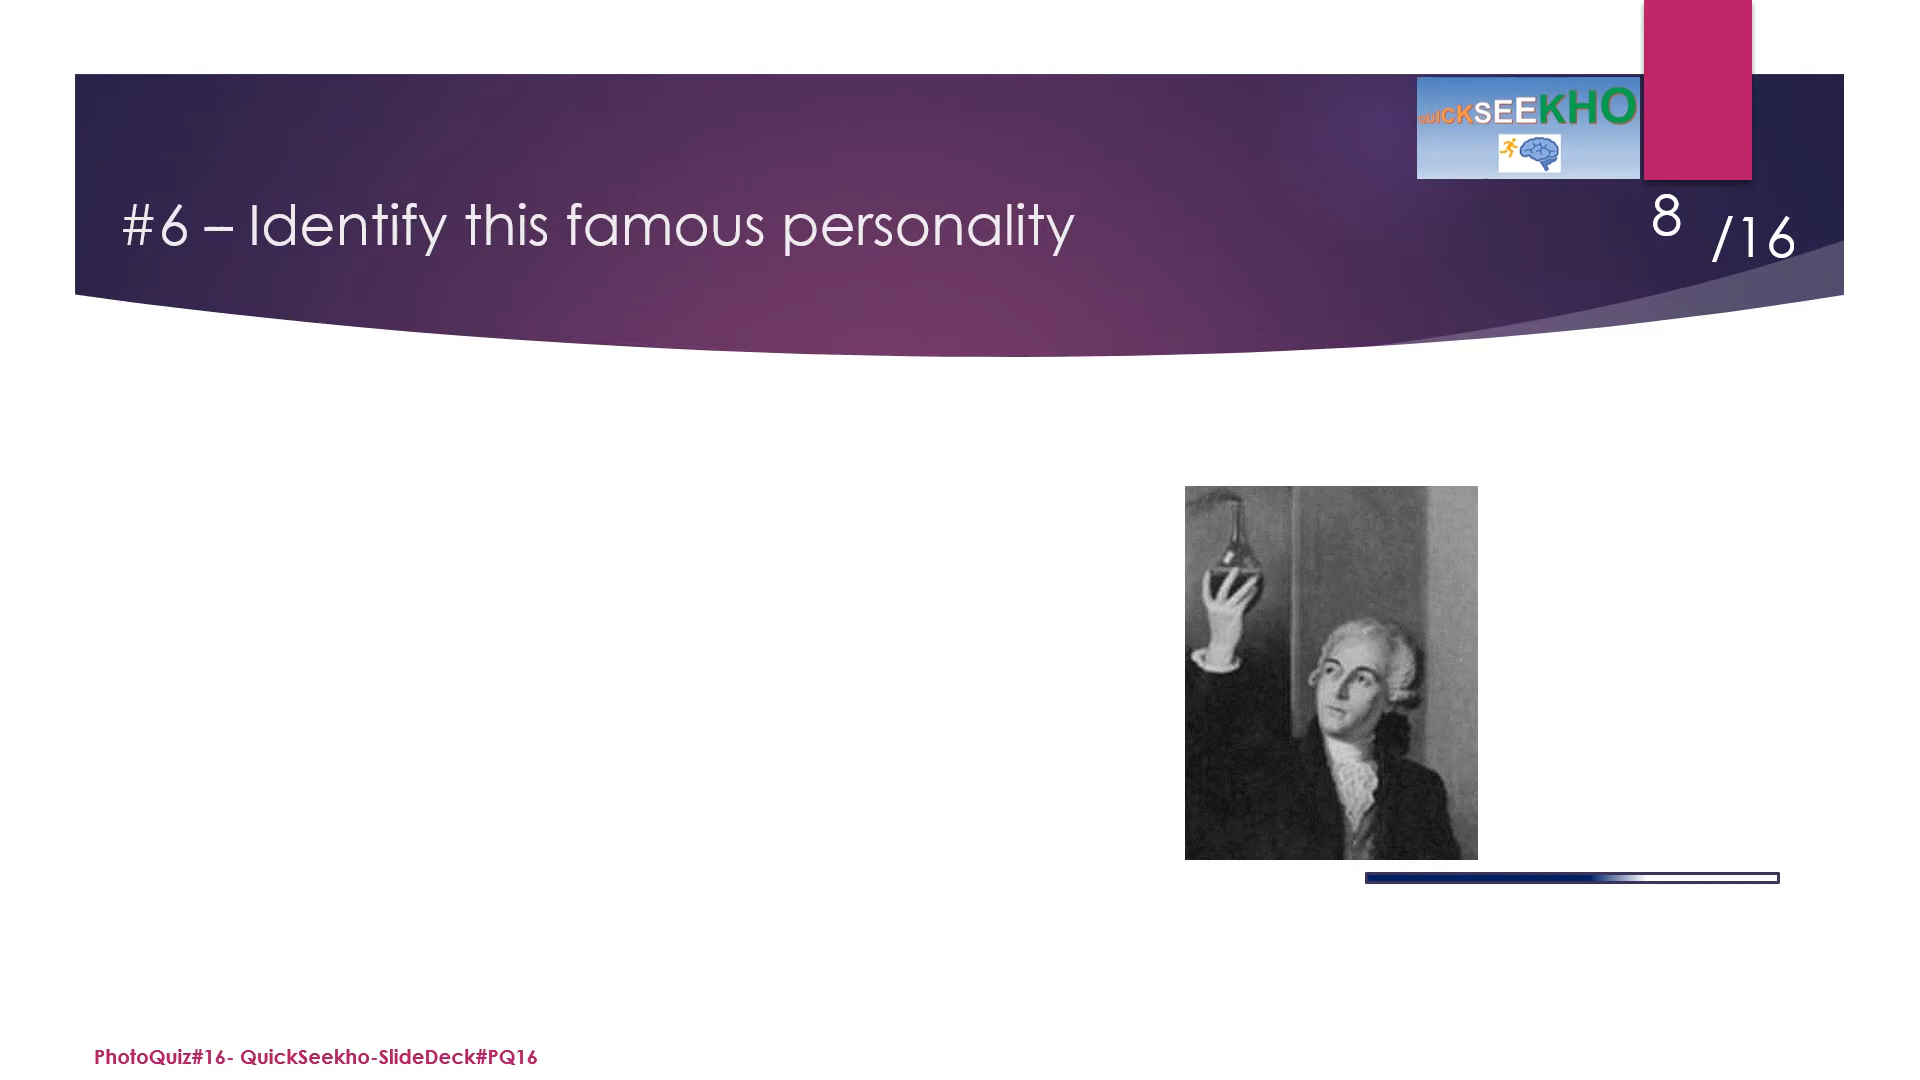 QUICKSEEKHO
#6 – Identify this famous personality
8 /16
PhotoQuiz#16- QuickSeekho-SlideDeck#PQ16